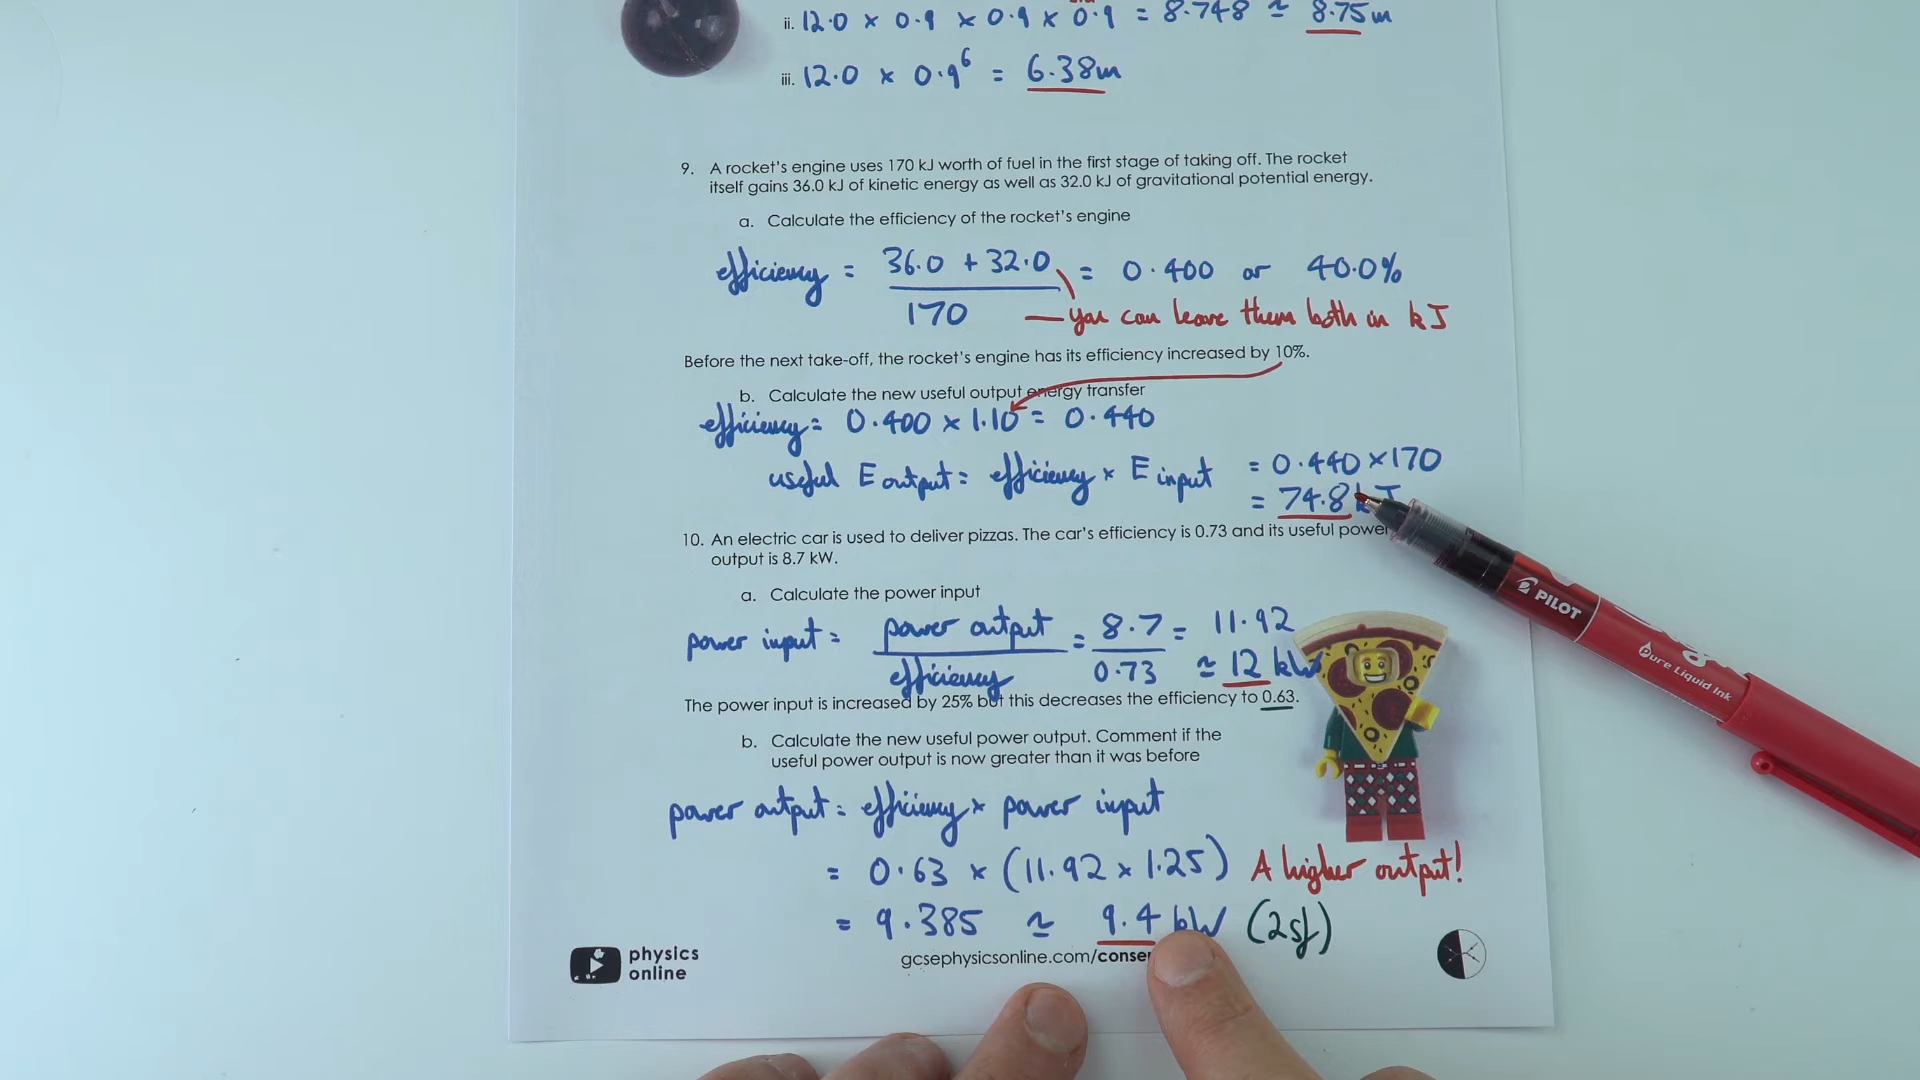 ii. 12.0 × 0.9 × 0.9 × 0.9 = 8.748 ≃ 8.75m
iii. 12.0 × 0.9⁶ = 6.38m
9. A rocket's engine uses 170 kJ worth of fuel in the first stage of taking off. The rocket
itself gains 36.0 kJ of kinetic energy as well as 32.0 kJ of gravitational potential energy.
a. Calculate the efficiency of the rocket's engine
efficiency = 36.0 + 32.0 / 170 = 0.400 or 40.0%
you can leave them both in kJ
Before the next take-off, the rocket's engine has its efficiency increased by 10%.
b. Calculate the new useful output energy transfer
efficiency = 0.400 × 1.10 = 0.440
useful E output = efficiency × E input = 0.440 × 170
= 74.8 kJ
10. An electric car is used to deliver pizzas. The car's efficiency is 0.73 and its useful power
output is 8.7 kW.
a. Calculate the power input
power input = power output / efficiency = 8.7 / 0.73 = 11.92
≃ 12 kW
The power input is increased by 25% but this decreases the efficiency to 0.63.
b. Calculate the new useful power output. Comment if the
useful power output is now greater than it was before
power output = efficiency × power input
= 0.63 × (11.92 × 1.25) A higher output!
= 9.385 ≃ 9.4 kW (2sf)
physics
online
gcsephysicsonline.com/conse
PILOT
Pure Liquid Ink